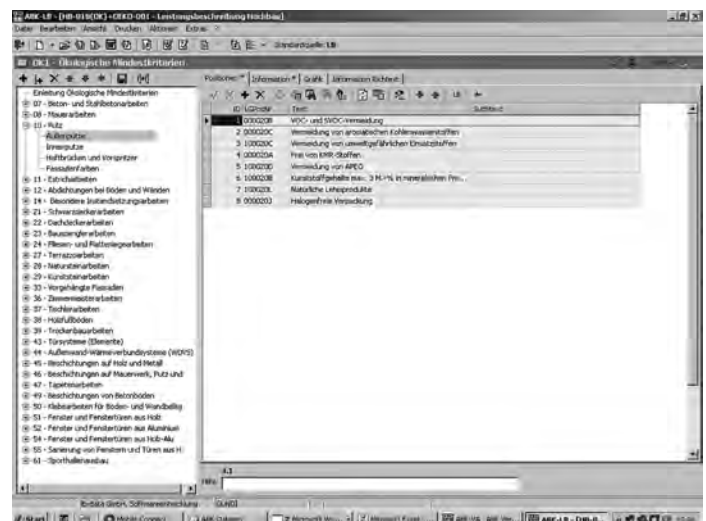 ABK-LB - [HB-018(OK)+OEKO-001 - Leistungsbeschreibung Hochbau]
Datei Bearbeiten Ansicht Drucken Aktionen Extras ?
Standardquelle: LB
OK1 - Ökologische Mindestkriterien
Positionen * | Information * | Grafik | Information Richtext
Einleitung Ökologische Mindestkriterien
07 - Beton- und Stahlbetonarbeiten
08 - Mauerarbeiten
10 - Putz
Außenputze
Innenputze
Haftbrücken und Vorspritzer
Fassadenfarben
11 - Estricharbeiten
12 - Abdichtungen bei Böden und Wänden
14 - Besondere Instandsetzungsarbeiten
21 - Schwarzdeckerarbeiten
22 - Dachdeckerarbeiten
23 - Bauspenglerarbeiten
24 - Fliesen- und Plattenlegearbeiten
27 - Terrazzoarbeiten
28 - Natursteinarbeiten
29 - Kunststeinarbeiten
33 - Vorgehängte Fassaden
36 - Zimmermeisterarbeiten
37 - Tischlerarbeiten
38 - Holzfußböden
39 - Trockenbauarbeiten
43 - Türsysteme (Elemente)
44 - Außenwand-Wärmeverbundsysteme (WDVS)
45 - Beschichtungen auf Holz und Metall
46 - Beschichtungen auf Mauerwerk, Putz und
47 - Tapetenarbeiten
49 - Beschichtungen von Betonböden
50 - Klebearbeiten für Boden- und Wandbeläg
51 - Fenster und Fenstertüren aus Holz
52 - Fenster und Fenstertüren aus Aluminium
54 - Fenster und Fenstertüren aus Holz-Alu
55 - Sanierung von Fenstern und Türen aus H
61 - Sporthallenausbau
ID LGPosNr Text Subtext
1 000020B VOC- und SVOC-Vermeidung
2 000020C Vermeidung von aromatischen Kohlenwasserstoffen
3 100020C Vermeidung von umweltgefährlichen Einsatzstoffen
4 000020A Frei von KMR-Stoffen
5 100020D Vermeidung von APEO
6 100020B Kunststoffgehalte max. 3 M.-% in mineralischen Pro...
7 100020L Natürliche Lehmprodukte
8 0000203 Halogenfreie Verpackung
4.1
Hilfe
Start